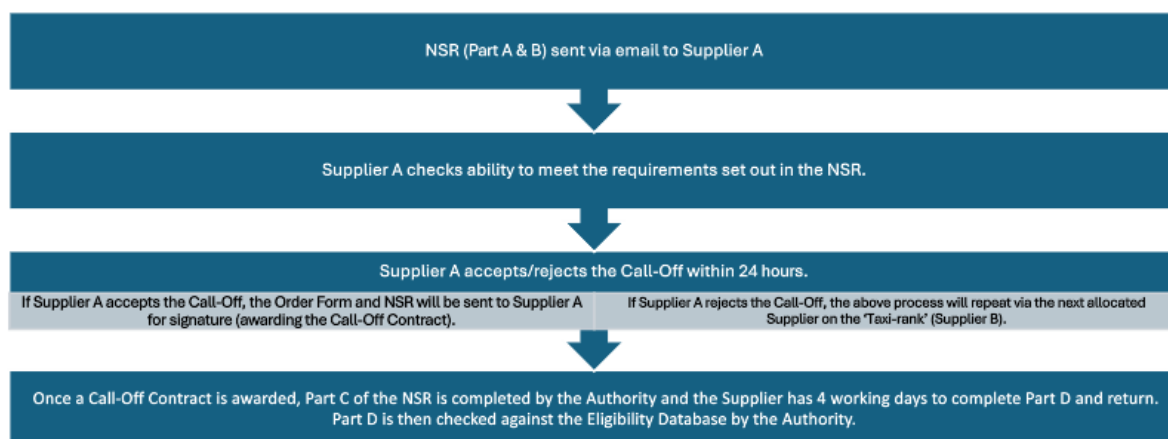 NSR (Part A & B) sent via email to Supplier A
Supplier A checks ability to meet the requirements set out in the NSR.
Supplier A accepts/rejects the Call-Off within 24 hours.
If Supplier A accepts the Call-Off, the Order Form and NSR will be sent to Supplier A
for signature (awarding the Call-Off Contract).
If Supplier A rejects the Call-Off, the above process will repeat via the next allocated
Supplier on the ‘Taxi-rank’ (Supplier B).
Once a Call-Off Contract is awarded, Part C of the NSR is completed by the Authority and the Supplier has 4 working days to complete Part D and return.
Part D is then checked against the Eligibility Database by the Authority.